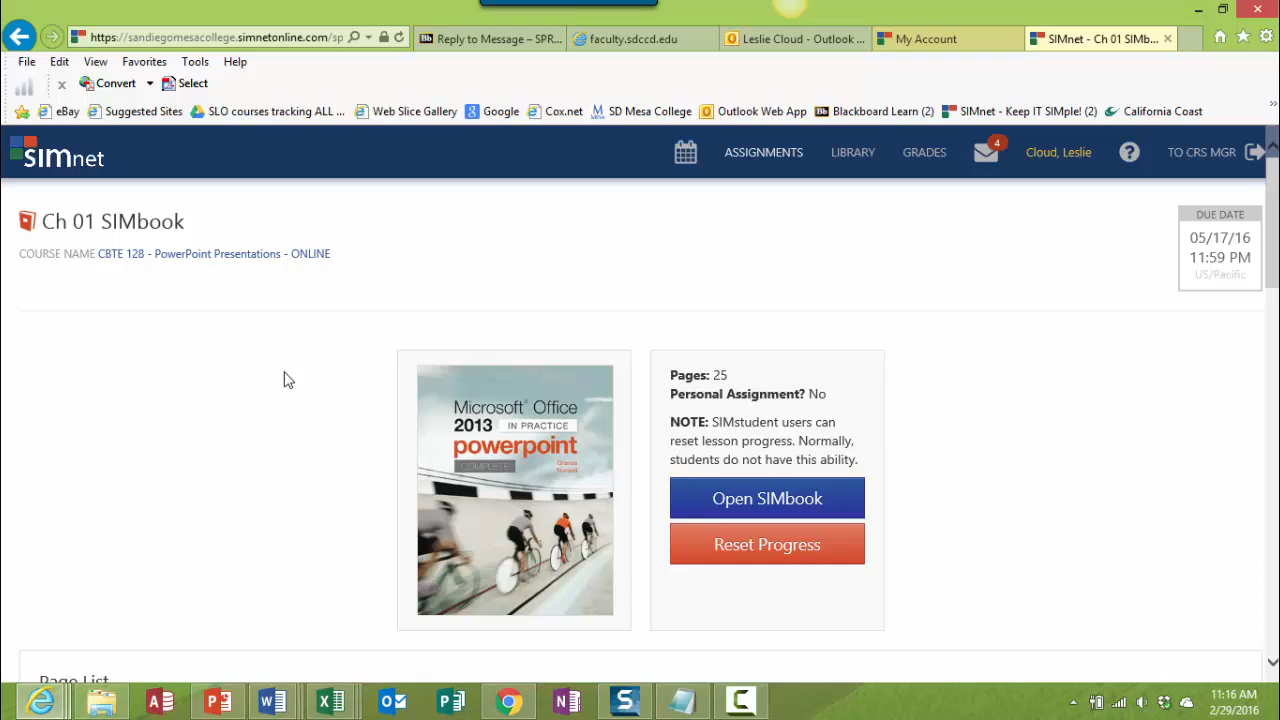 https://sandiegomesacollege.simnetonline.com/sp
Reply to Message – SPR...
faculty.sdccd.edu
Leslie Cloud - Outlook ...
My Account
SIMnet - Ch 01 SIMb...
File Edit View Favorites Tools Help
x Convert Select
eBay Suggested Sites SLO courses tracking ALL ... Web Slice Gallery Google Cox.net SD Mesa College Outlook Web App Blackboard Learn (2) SIMnet - Keep IT SIMple! (2) California Coast
simnet ASSIGNMENTS LIBRARY GRADES 4 Cloud, Leslie ? TO CRS MGR
Ch 01 SIMbook
COURSE NAME CBTE 128 - PowerPoint Presentations - ONLINE
DUE DATE
05/17/16
11:59 PM
US/Pacific
Microsoft Office
2013 IN PRACTICE
powerpoint
COMPLETE
Pages: 25
Personal Assignment? No
NOTE: SIMstudent users can
reset lesson progress. Normally,
students do not have this ability.
Open SIMbook
Reset Progress
Page List
11:16 AM
2/29/2016